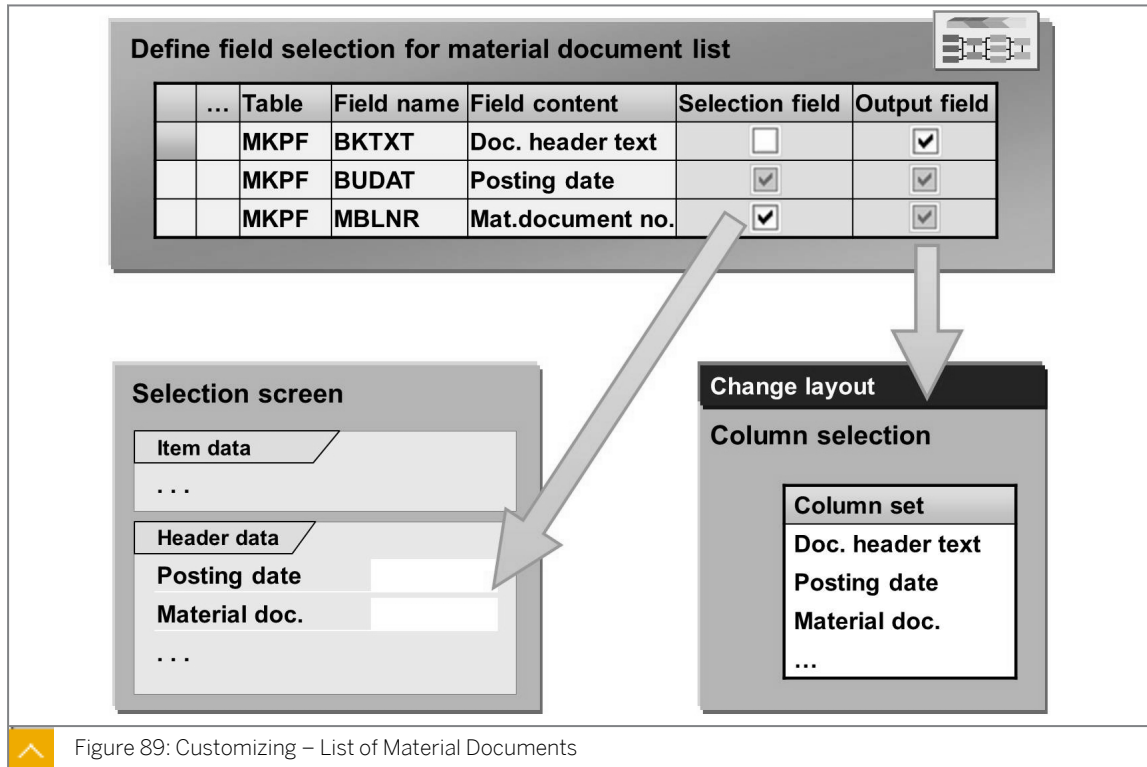 Define field selection for material document list
... Table Field name Field content Selection field Output field
MKPF BKTXT Doc. header text
MKPF BUDAT Posting date
MKPF MBLNR Mat.document no.
Selection screen
Item data
. . .
Header data
Posting date
Material doc.
. . .
Change layout
Column selection
Column set
Doc. header text
Posting date
Material doc.
...
Figure 89: Customizing – List of Material Documents